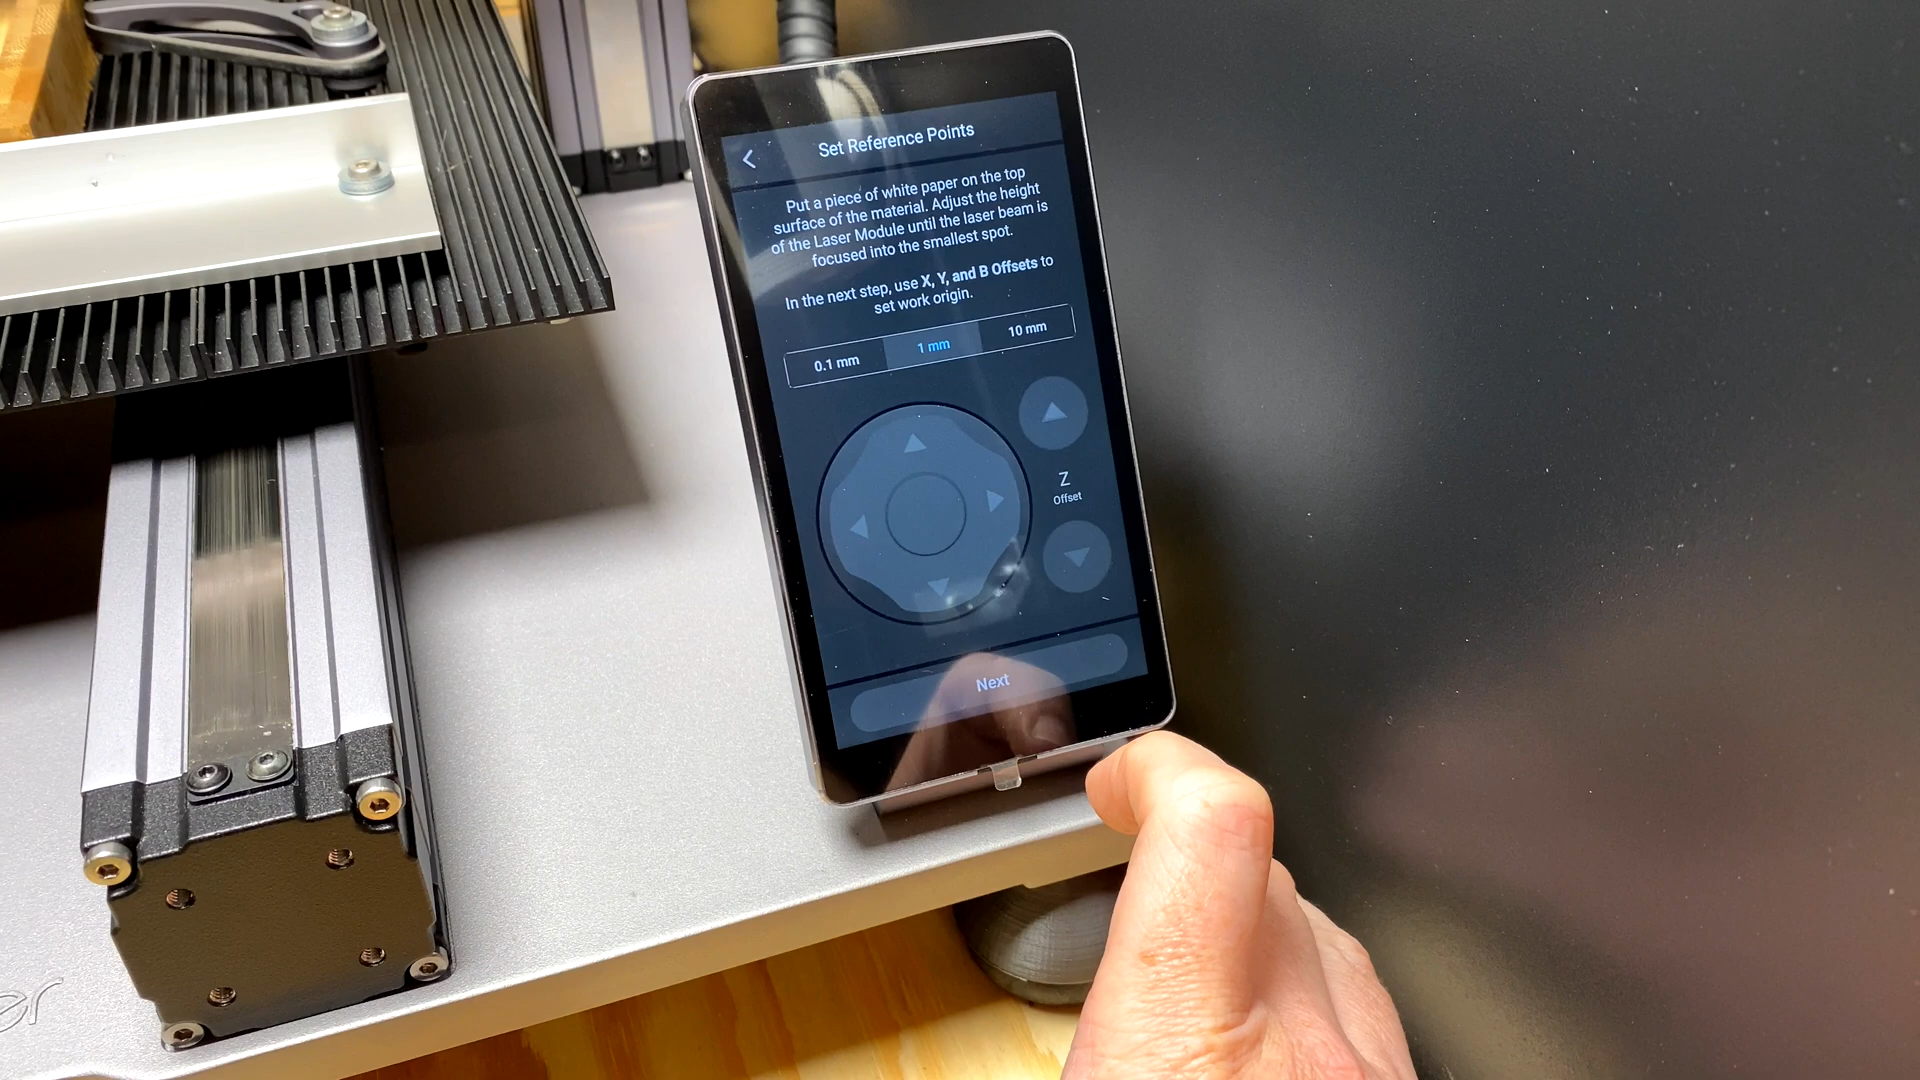 Set Reference Points
Put a piece of white paper on the top
surface of the material. Adjust the height
of the Laser Module until the laser beam is
focused into the smallest spot.
In the next step, use X, Y, and B Offsets to
set work origin.
0.1 mm
1 mm
10 mm
Z
Offset
Next
er